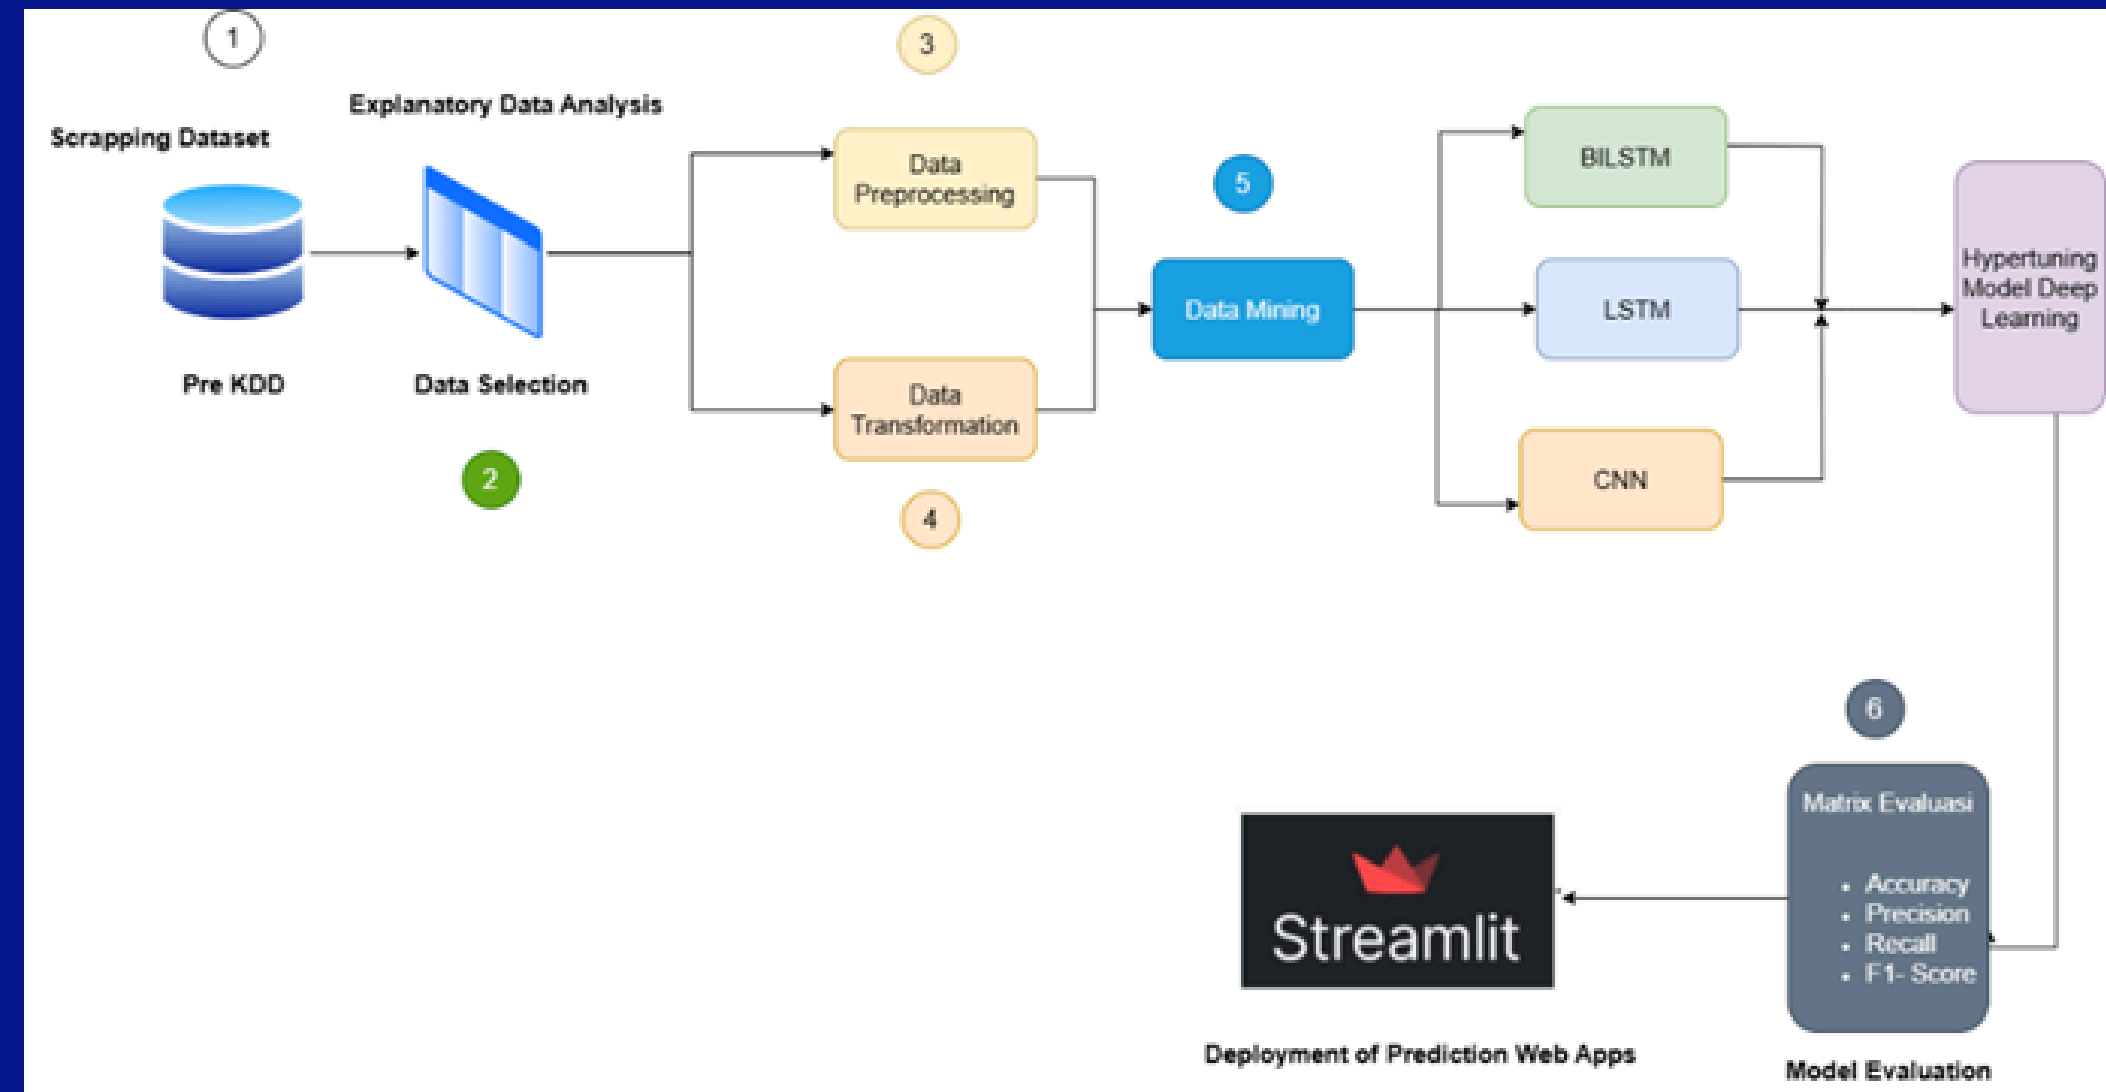 1
Scrapping Dataset
Pre KDD
Explanatory Data Analysis
Data Selection
2
3
Data
Preprocessing
Data
Transformation
4
5
Data Mining
BILSTM
LSTM
CNN
Hypertuning
Model Deep
Learning
6
Matrix Evaluasi
• Accuracy
• Precision
• Recall
• F1- Score
Model Evaluation
Streamlit
Deployment of Prediction Web Apps